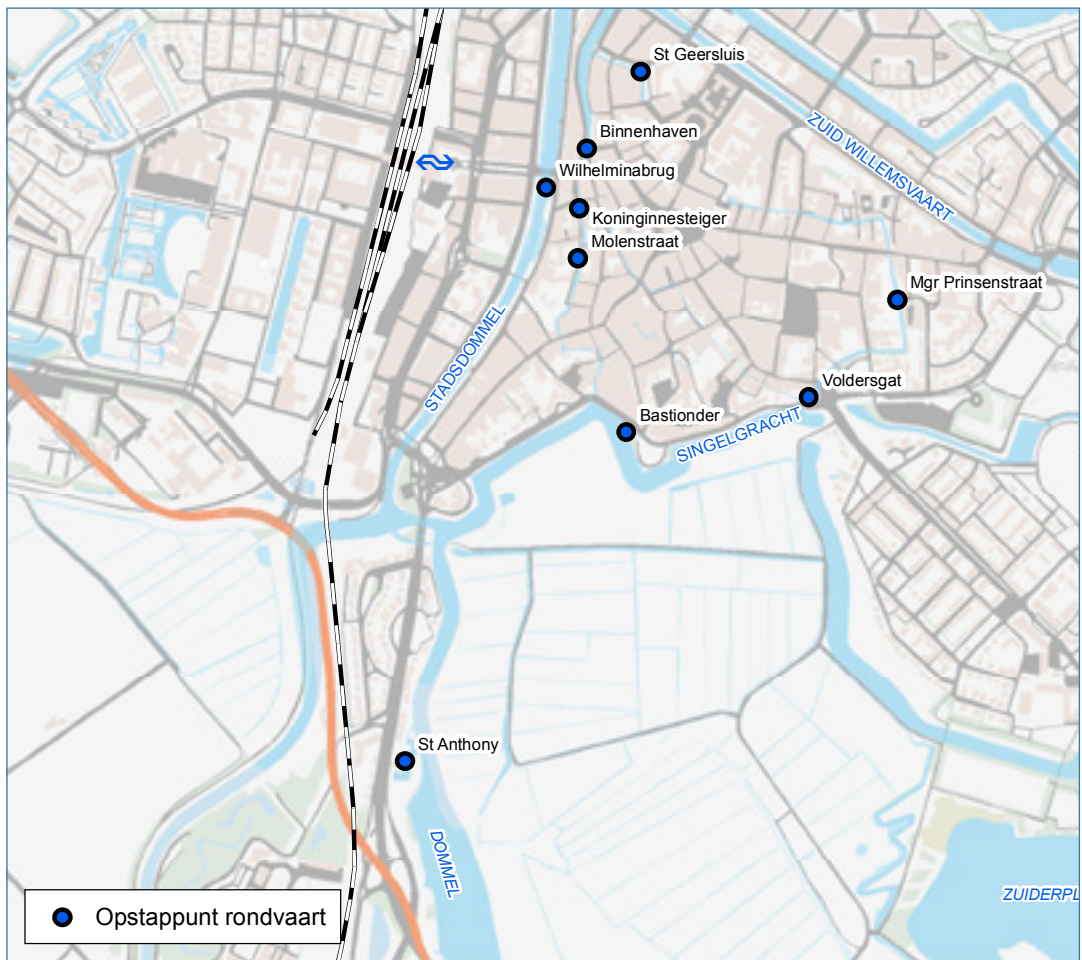 St Geersluis
ZUID WILLEMSVAART
Binnenhaven
Wilhelminabrug
Koninginnesteiger
Molenstraat
Mgr Prinsenstraat
STADSDOMMEL
Voldersgat
Bastionder
SINGELGRACHT
St Anthony
DOMMEL
ZUIDERPL
Opstappunt rondvaart